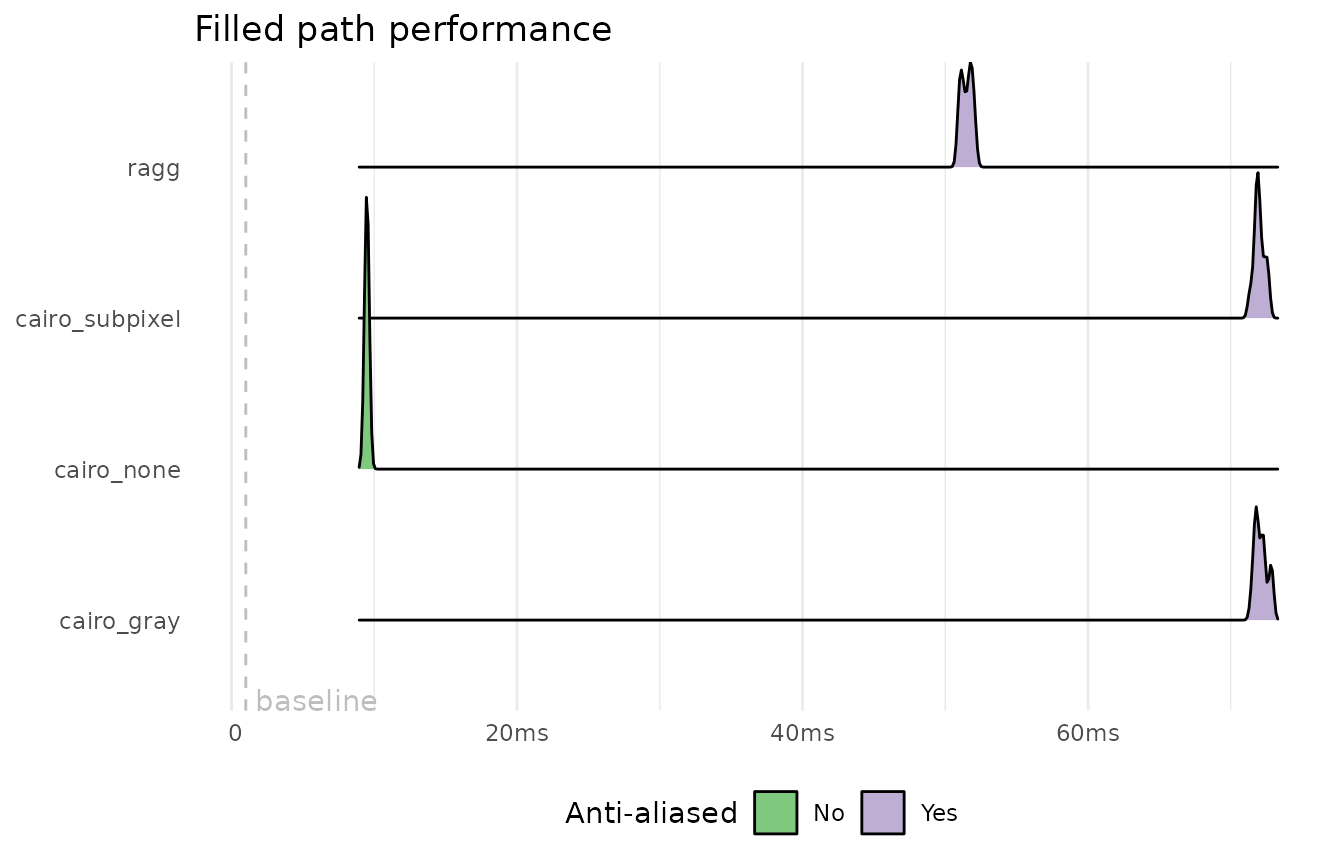 Filled path performance
ragg
cairo_subpixel
cairo_none
cairo_gray
baseline
0 20ms 40ms 60ms
Anti-aliased No Yes